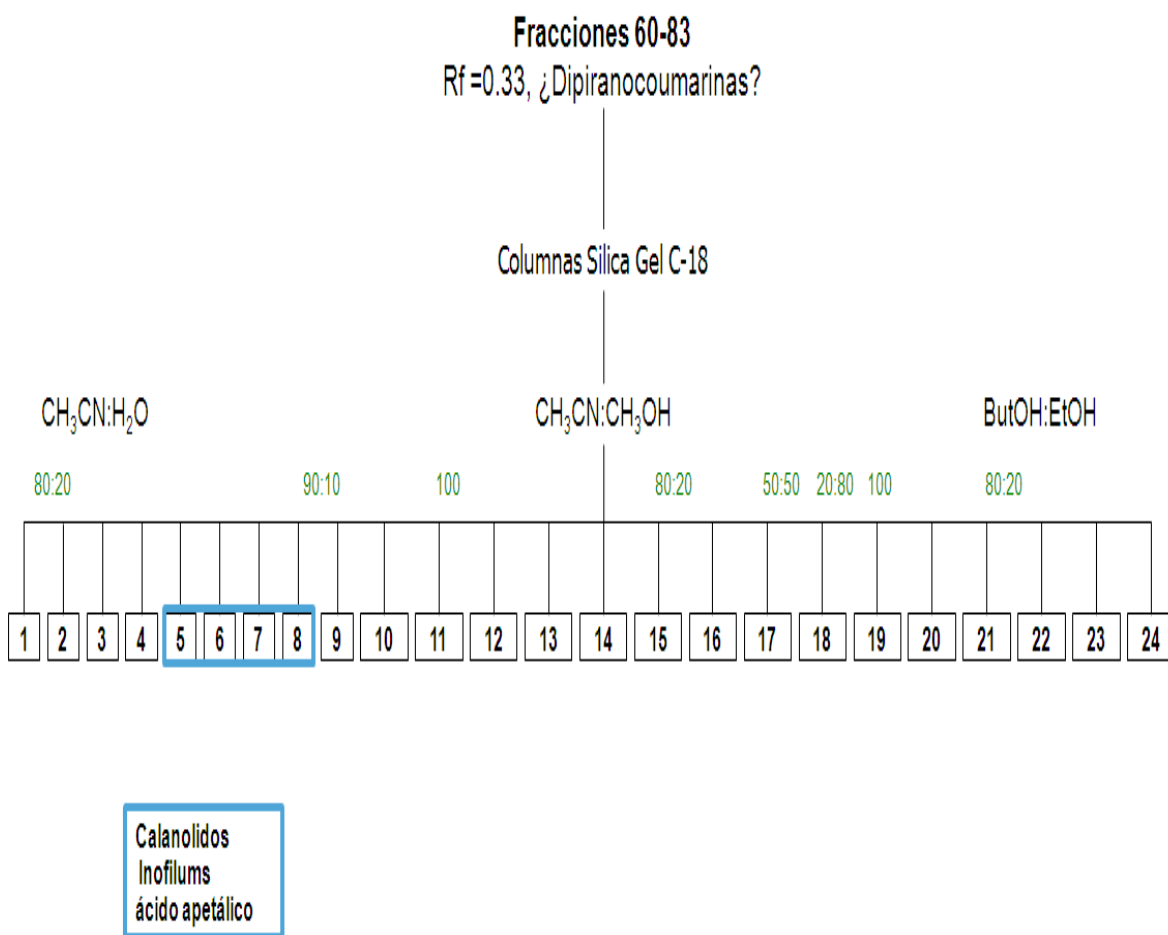 Fracciones 60-83
Rf =0.33, ¿Dipiranocoumarinas?
Columnas Silica Gel C-18
CH₃CN:H₂O CH₃CN:CH₃OH ButOH:EtOH
80:20 90:10 100 80:20 50:50 20:80 100 80:20
1 2 3 4 5 6 7 8 9 10 11 12 13 14 15 16 17 18 19 20 21 22 23 24
Calanolidos
Inofilums
ácido apetálico